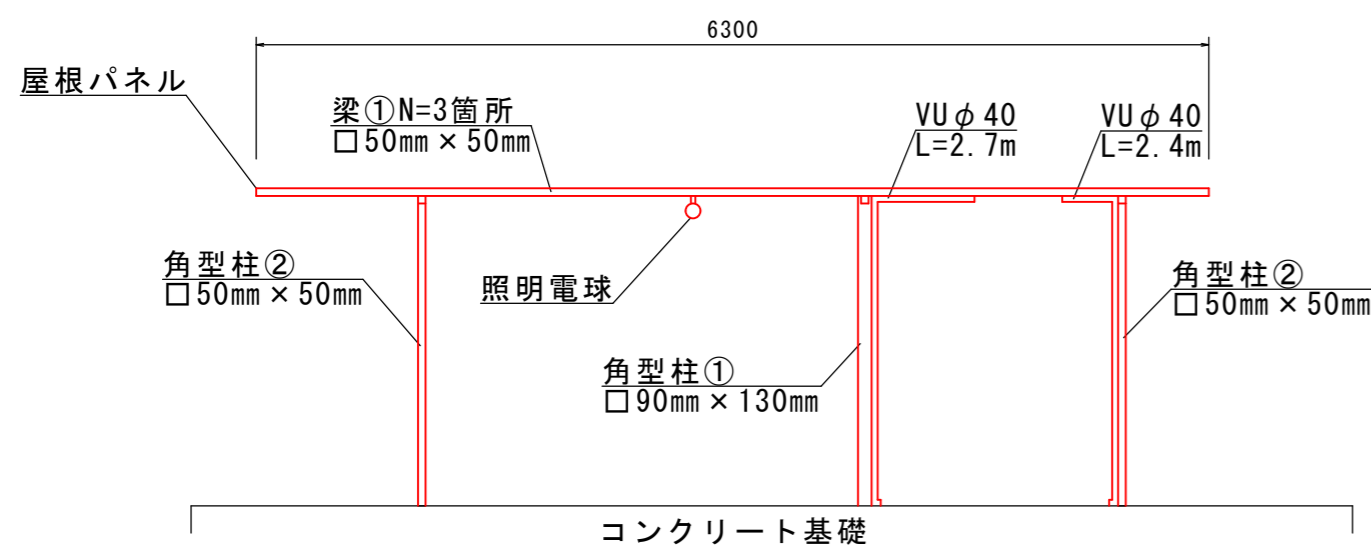 6300
屋根パネル
梁①N=3箇所
□50mm×50mm
VUφ40
L=2.7m
VUφ40
L=2.4m
角型柱②
□50mm×50mm
照明電球
角型柱②
□50mm×50mm
角型柱①
□90mm×130mm
コンクリート基礎